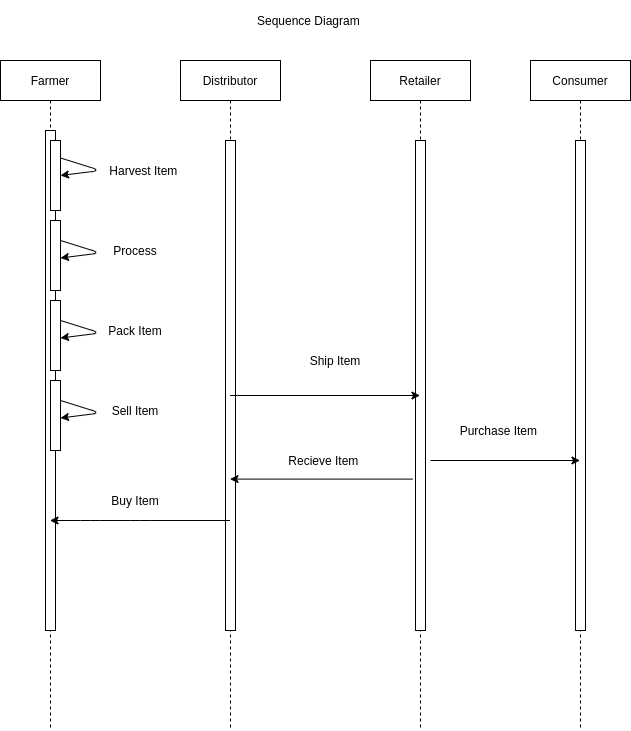 Sequence Diagram
Farmer
Distributor
Retailer
Consumer
Harvest Item
Process
Pack Item
Ship Item
Sell Item
Purchase Item
Recieve Item
Buy Item